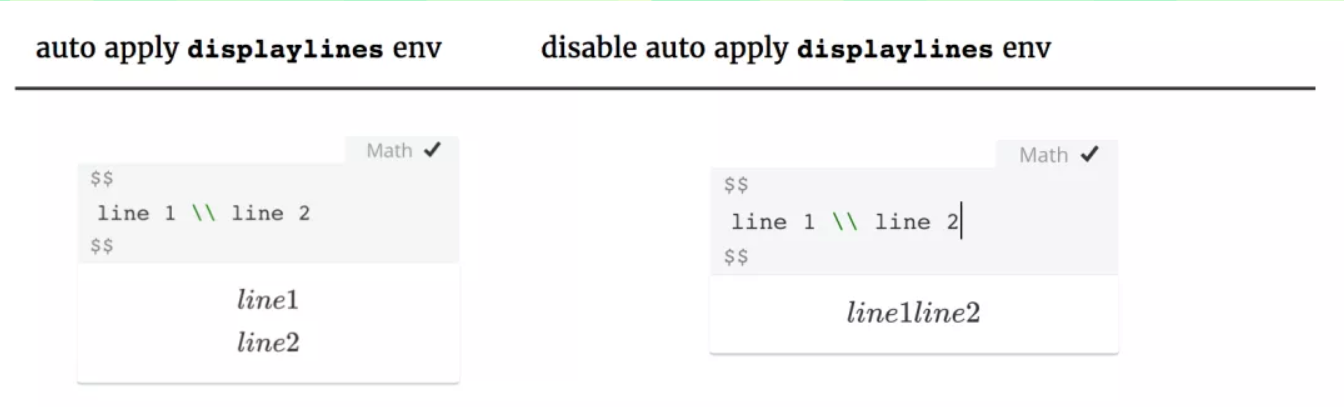 auto apply displaylines env
disable auto apply displaylines env
Math ✔
$$
line 1 \\ line 2
$$
line1
line2
Math ✔
$$
line 1 \\ line 2
$$
line1line2